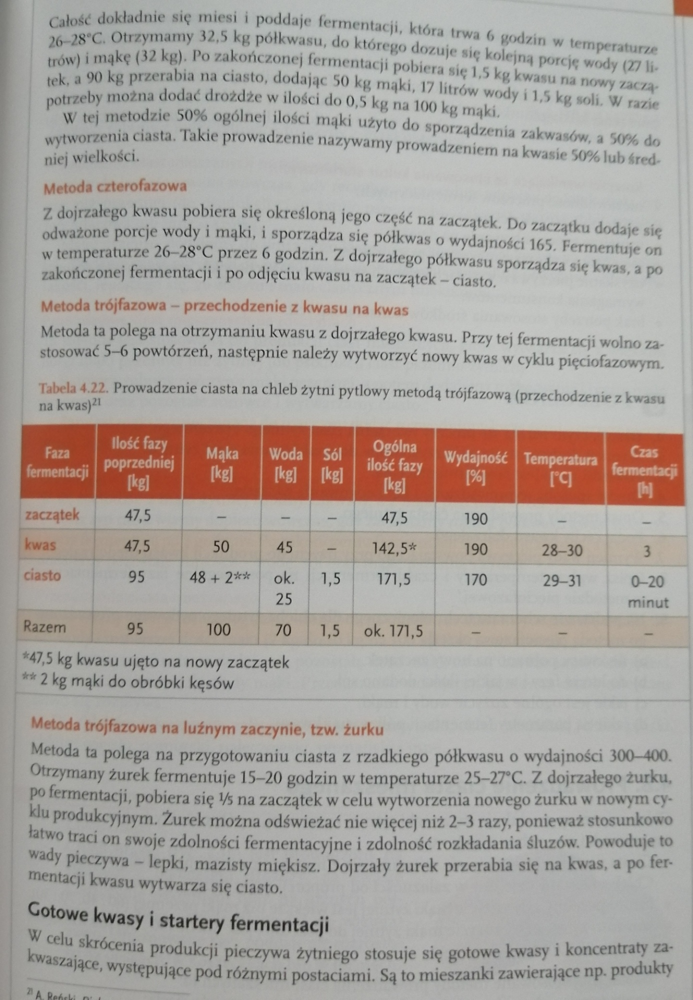 Całość dokładnie się miesi i poddaje fermentacji, która trwa 6 godzin w temperaturze
26–28°C. Otrzymamy 32,5 kg półkwasu, do którego dozuje się kolejną porcję wody (27 li-
trów) i mąkę (32 kg). Po zakończonej fermentacji pobiera się 1,5 kg kwasu na nowy zaczą-
tek, a 90 kg przerabia na ciasto, dodając 50 kg mąki, 17 litrów wody i 1,5 kg soli. W razie
potrzeby można dodać drożdże w ilości do 0,5 kg na 100 kg mąki.
W tej metodzie 50% ogólnej ilości mąki użyto do sporządzenia zakwasów, a 50% do
wytworzenia ciasta. Takie prowadzenie nazywamy prowadzeniem na kwasie 50% lub śred-
niej wielkości.
Metoda czterofazowa
Z dojrzałego kwasu pobiera się określoną jego część na zaczątek. Do zaczątku dodaje się
odważone porcje wody i mąki, i sporządza się półkwas o wydajności 165. Fermentuje on
w temperaturze 26–28°C przez 6 godzin. Z dojrzałego półkwasu sporządza się kwas, a po
zakończonej fermentacji i po odjęciu kwasu na zaczątek – ciasto.
Metoda trójfazowa – przechodzenie z kwasu na kwas
Metoda ta polega na otrzymaniu kwasu z dojrzałego kwasu. Przy tej fermentacji wolno za-
stosować 5–6 powtórzeń, następnie należy wytworzyć nowy kwas w cyklu pięciofazowym.
Tabela 4.22. Prowadzenie ciasta na chleb żytni pytlowy metodą trójfazową (przechodzenie z kwasu
na kwas)²¹
Faza fermentacji | Ilość fazy poprzedniej [kg] | Mąka [kg] | Woda [kg] | Sól [kg] | Ogólna ilość fazy [kg] | Wydajność [%] | Temperatura [°C] | Czas fermentacji [h]
zaczątek | 47,5 | – | – | – | 47,5 | 190 | – | –
kwas | 47,5 | 50 | 45 | – | 142,5* | 190 | 28–30 | 3
ciasto | 95 | 48 + 2** | ok. 25 | 1,5 | 171,5 | 170 | 29–31 | 0–20 minut
Razem | 95 | 100 | 70 | 1,5 | ok. 171,5 | – | – | –
*47,5 kg kwasu ujęto na nowy zaczątek
** 2 kg mąki do obróbki kęsów
Metoda trójfazowa na luźnym zaczynie, tzw. żurku
Metoda ta polega na przygotowaniu ciasta z rzadkiego półkwasu o wydajności 300–400.
Otrzymany żurek fermentuje 15–20 godzin w temperaturze 25–27°C. Z dojrzałego żurku,
po fermentacji, pobiera się ⅕ na zaczątek w celu wytworzenia nowego żurku w nowym cy-
klu produkcyjnym. Żurek można odświeżać nie więcej niż 2–3 razy, ponieważ stosunkowo
łatwo traci on swoje zdolności fermentacyjne i zdolność rozkładania śluzów. Powoduje to
wady pieczywa – lepki, mazisty miękisz. Dojrzały żurek przerabia się na kwas, a po fer-
mentacji kwasu wytwarza się ciasto.
Gotowe kwasy i startery fermentacji
W celu skrócenia produkcji pieczywa żytniego stosuje się gotowe kwasy i koncentraty za-
kwaszające, występujące pod różnymi postaciami. Są to mieszanki zawierające np. produkty
²¹ A. Reński,